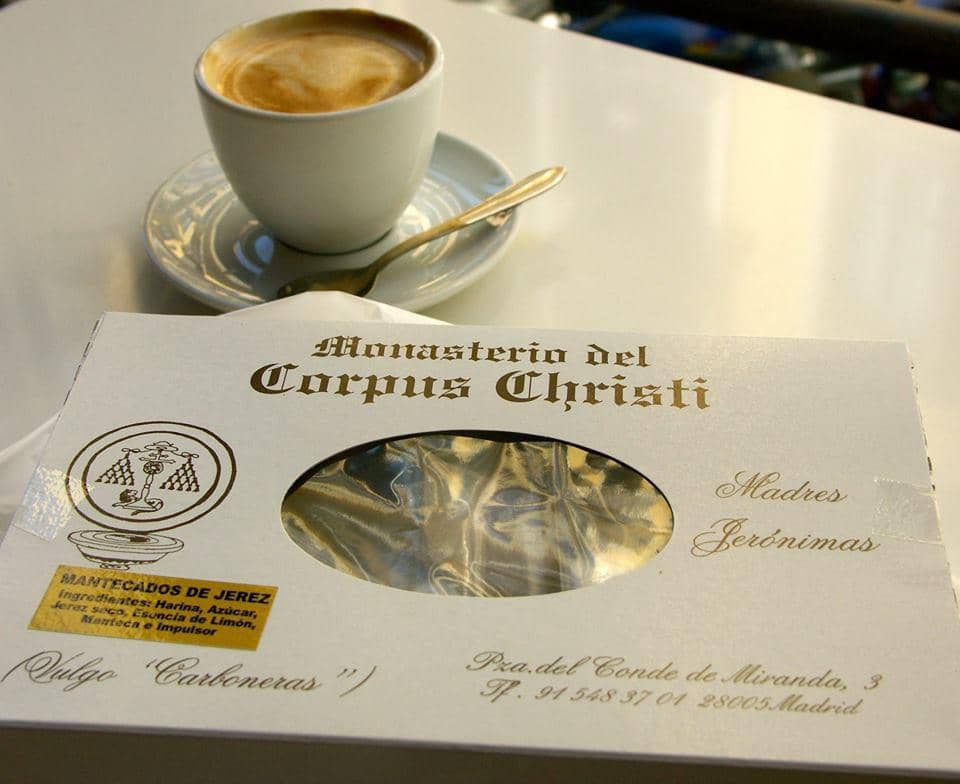 Monasterio del
Corpus Christi
Madres
Jerónimas
MANTECADOS DE JEREZ
Ingredientes: Harina, Azúcar,
Jerez seco, Esencia de Limón,
Manteca e Impulsor
(Vulgo "Carboneras")
Pza.del Conde de Miranda, 3
Tf. 91 548 37 01 28005 Madrid